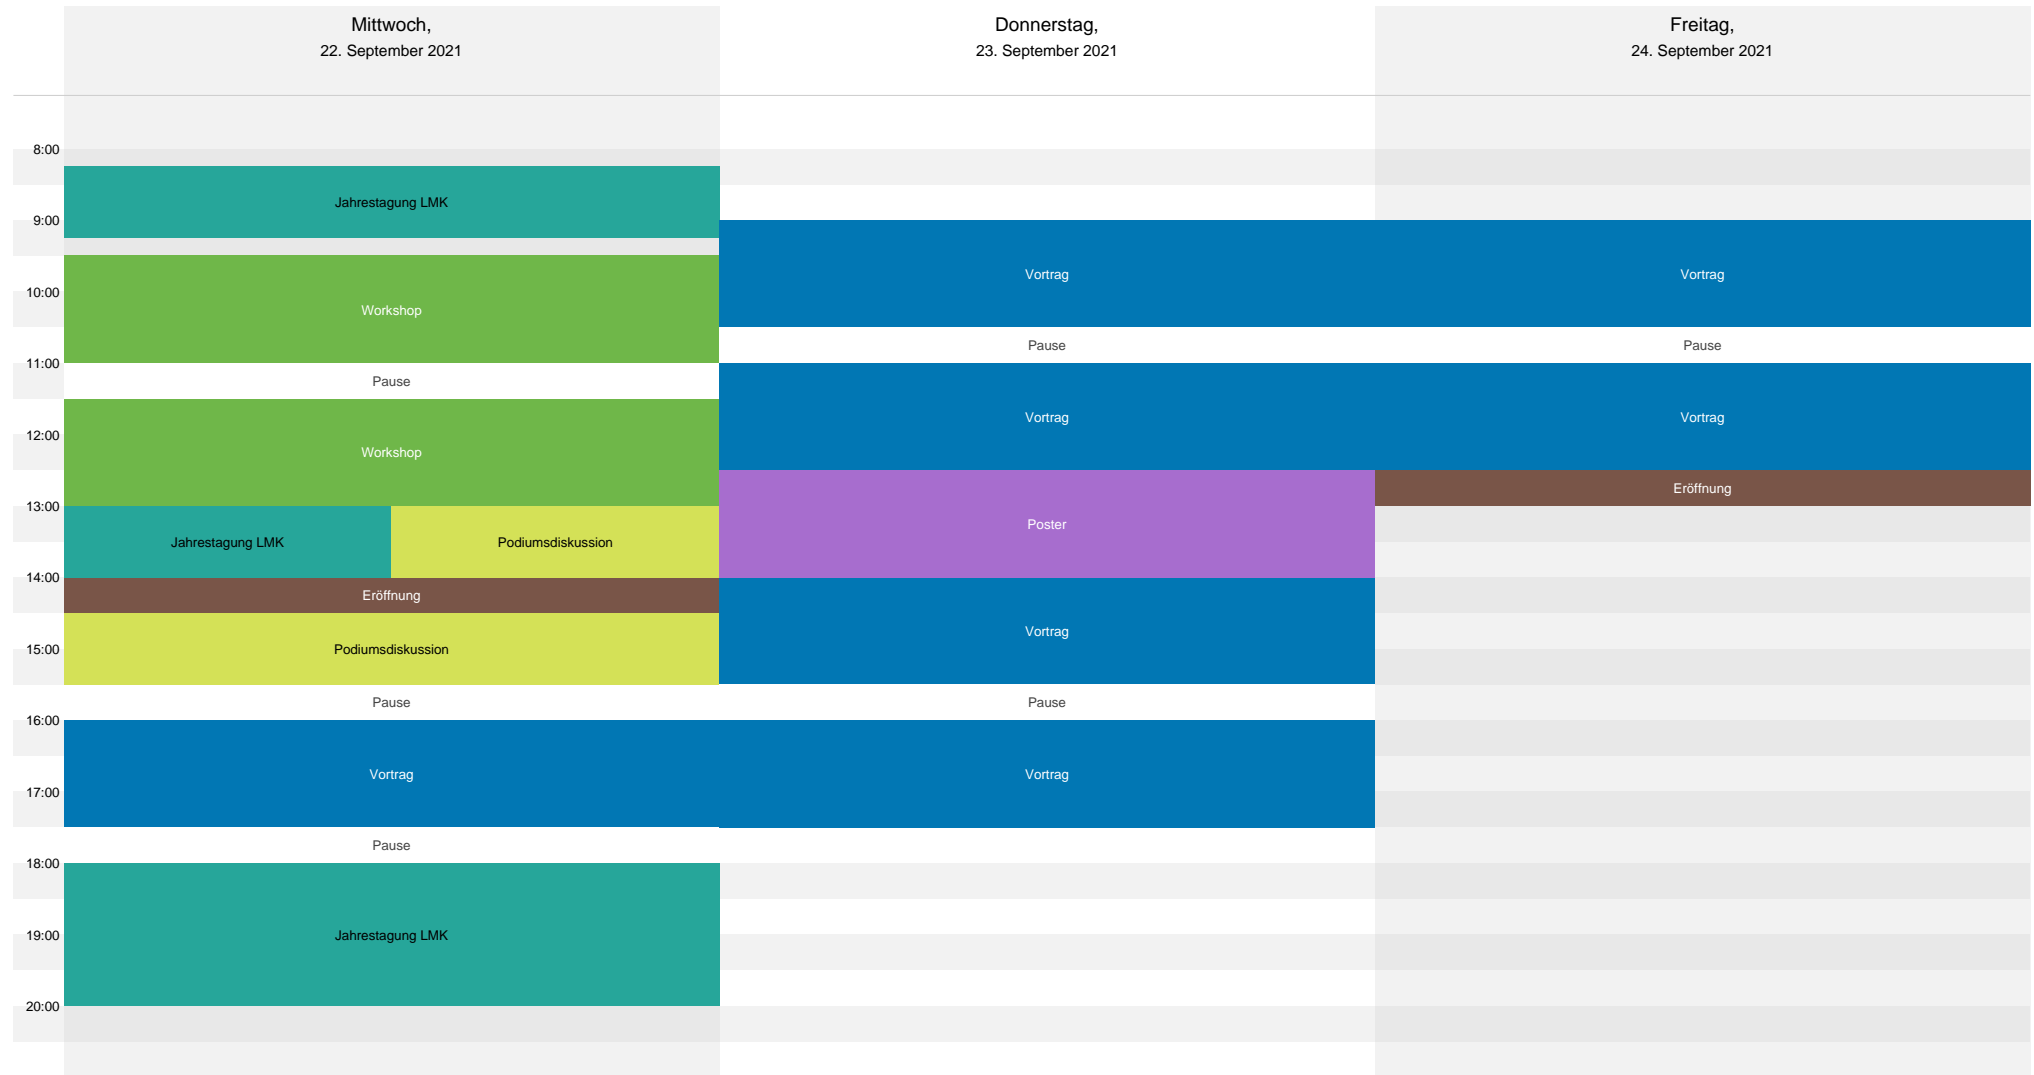 Mittwoch,
22. September 2021
Donnerstag,
23. September 2021
Freitag,
24. September 2021
8:00
Jahrestagung LMK
9:00
Vortrag
Vortrag
10:00
Workshop
Pause
Pause
11:00
Pause
Vortrag
Vortrag
12:00
Workshop
Eröffnung
13:00
Poster
Jahrestagung LMK
Podiumsdiskussion
14:00
Eröffnung
Vortrag
15:00
Podiumsdiskussion
Pause
Pause
16:00
Vortrag
Vortrag
17:00
Pause
18:00
19:00
Jahrestagung LMK
20:00